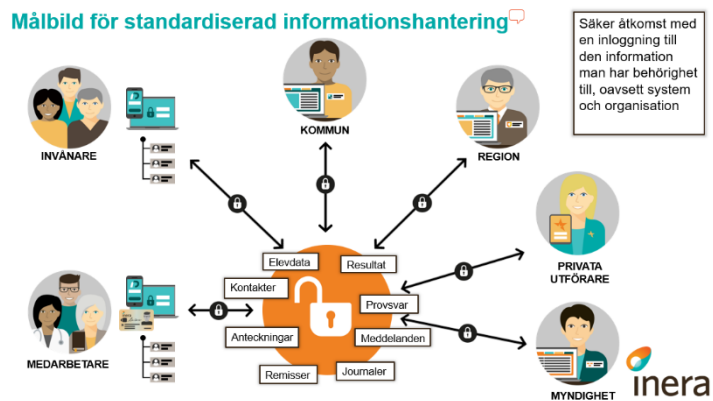 Målbild för standardiserad informationshantering
Säker åtkomst med
en inloggning till
den information
man har behörighet
till, oavsett system
och organisation
INVÅNARE
KOMMUN
REGION
PRIVATA
UTFÖRARE
MEDARBETARE
MYNDIGHET
Elevdata
Resultat
Kontakter
Provsvar
Anteckningar
Meddelanden
Remisser
Journaler
inera